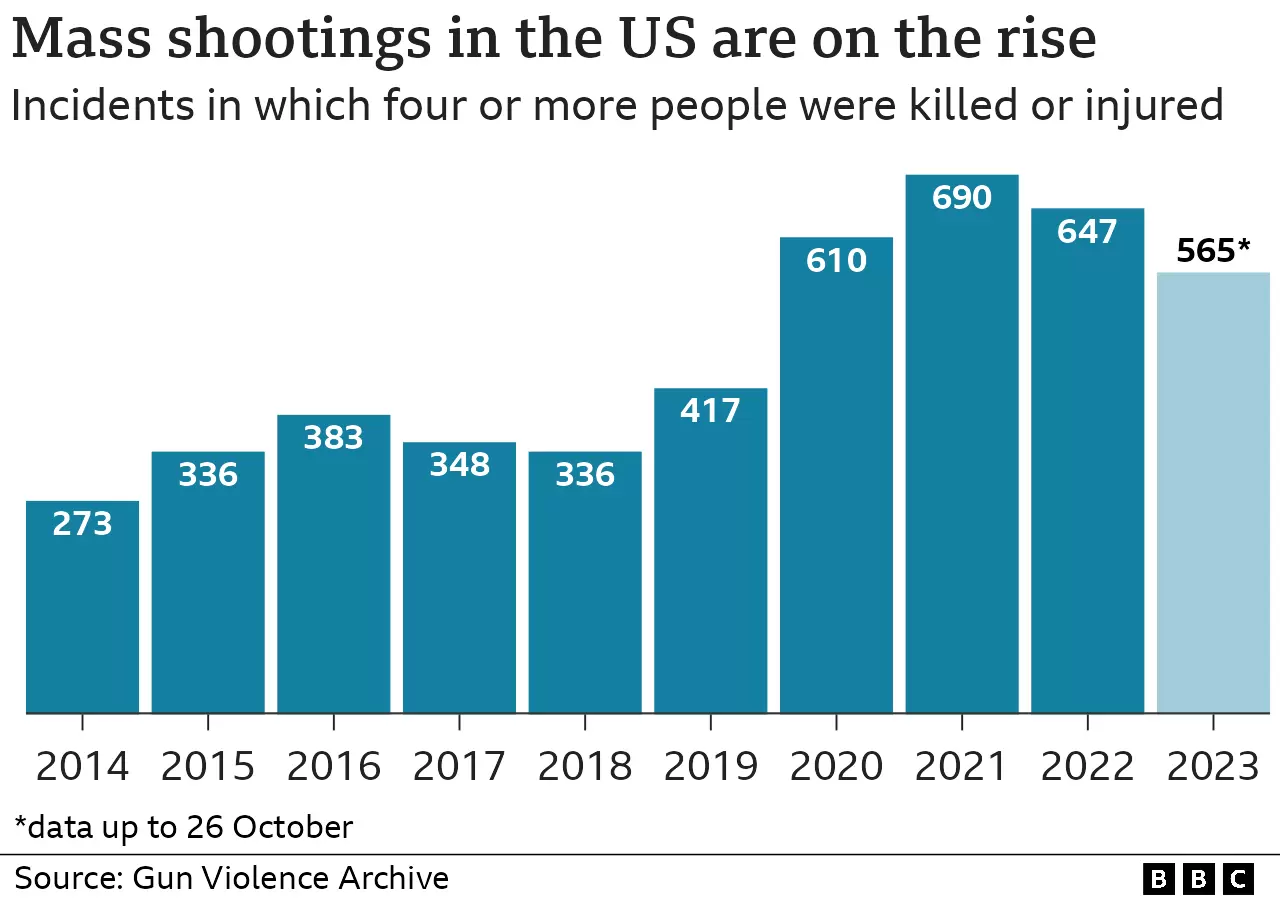 Mass shootings in the US are on the rise
Incidents in which four or more people were killed or injured
273
336
383
348
336
417
610
690
647
565*
2014 2015 2016 2017 2018 2019 2020 2021 2022 2023
*data up to 26 October
Source: Gun Violence Archive
BBC